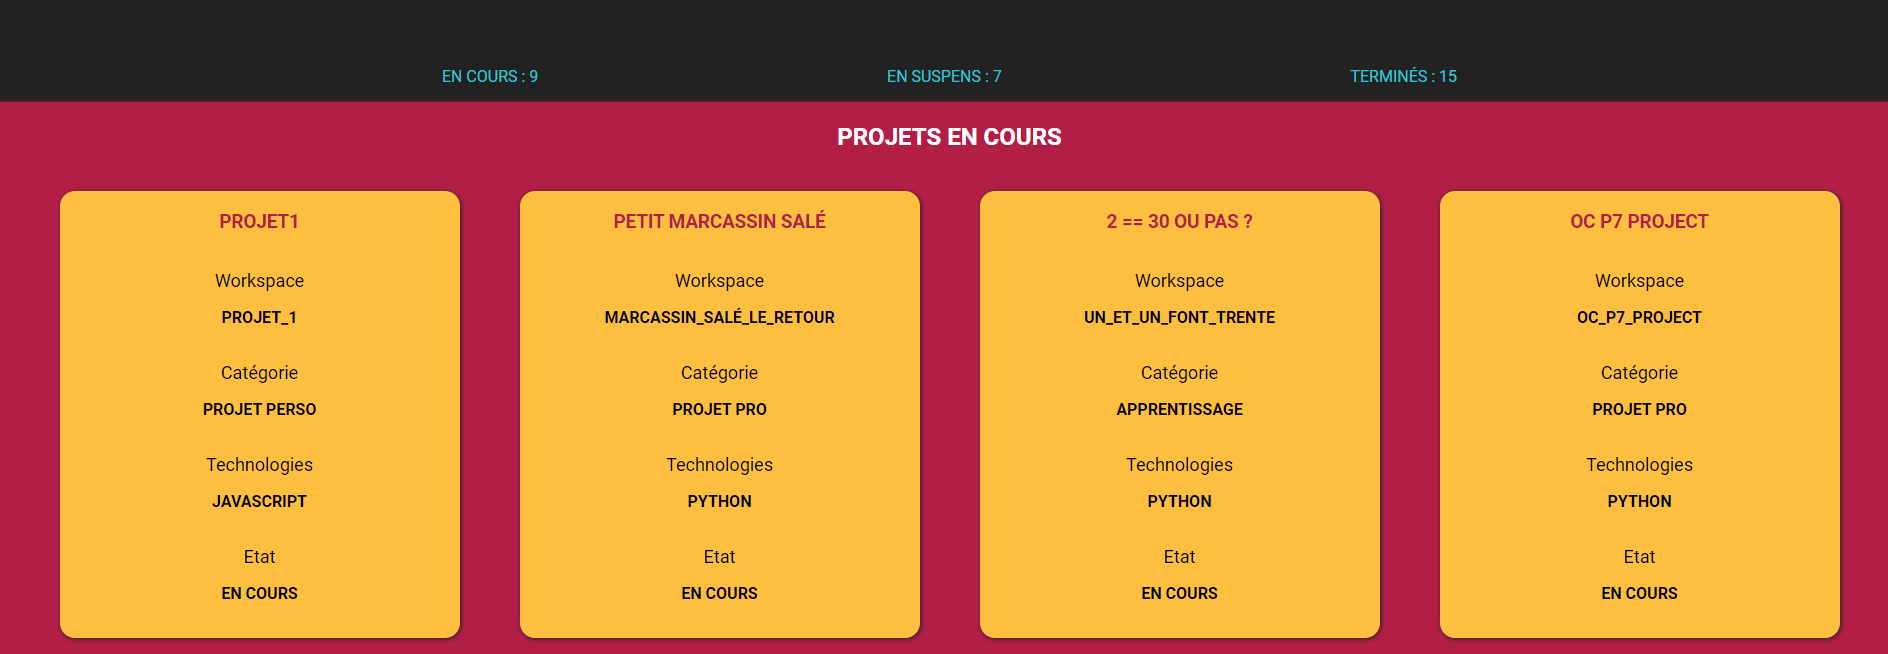 EN COURS : 9
EN SUSPENS : 7
TERMINÉS : 15
PROJETS EN COURS
PROJET1
Workspace
PROJET_1
Catégorie
PROJET PERSO
Technologies
JAVASCRIPT
Etat
EN COURS
PETIT MARCASSIN SALÉ
Workspace
MARCASSIN_SALÉ_LE_RETOUR
Catégorie
PROJET PRO
Technologies
PYTHON
Etat
EN COURS
2 == 30 OU PAS ?
Workspace
UN_ET_UN_FONT_TRENTE
Catégorie
APPRENTISSAGE
Technologies
PYTHON
Etat
EN COURS
OC P7 PROJECT
Workspace
OC_P7_PROJECT
Catégorie
PROJET PRO
Technologies
PYTHON
Etat
EN COURS